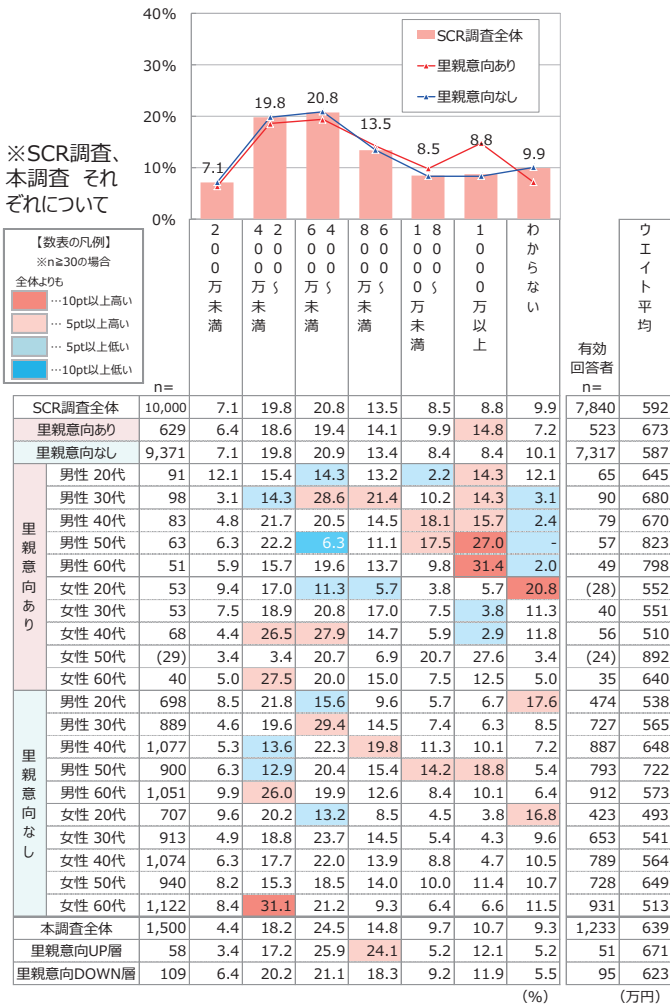 40%
30%
20%
10%
0%
SCR調査全体
里親意向あり
里親意向なし
7.1
19.8
20.8
13.5
8.5
8.8
9.9
※SCR調査、
本調査 それ
ぞれについて
【数表の凡例】
※n≧30の場合
全体よりも
…10pt以上高い
… 5pt以上高い
… 5pt以上低い
…10pt以上低い
n=
200万未満
200~400万未満
400~600万未満
600~800万未満
800~1000万未満
1000万以上
わからない
有効
回答者
n=
ウエイト平均
SCR調査全体 10,000 7.1 19.8 20.8 13.5 8.5 8.8 9.9 7,840 592
里親意向あり 629 6.4 18.6 19.4 14.1 9.9 14.8 7.2 523 673
里親意向なし 9,371 7.1 19.8 20.9 13.4 8.4 8.4 10.1 7,317 587
里親意向あり
男性 20代 91 12.1 15.4 14.3 13.2 2.2 14.3 12.1 65 645
男性 30代 98 3.1 14.3 28.6 21.4 10.2 14.3 3.1 90 680
男性 40代 83 4.8 21.7 20.5 14.5 18.1 15.7 2.4 79 670
男性 50代 63 6.3 22.2 6.3 11.1 17.5 27.0 - 57 823
男性 60代 51 5.9 15.7 19.6 13.7 9.8 31.4 2.0 49 798
女性 20代 53 9.4 17.0 11.3 5.7 3.8 5.7 20.8 (28) 552
女性 30代 53 7.5 18.9 20.8 17.0 7.5 3.8 11.3 40 551
女性 40代 68 4.4 26.5 27.9 14.7 5.9 2.9 11.8 56 510
女性 50代 (29) 3.4 3.4 20.7 6.9 20.7 27.6 3.4 (24) 892
女性 60代 40 5.0 27.5 20.0 15.0 7.5 12.5 5.0 35 640
里親意向なし
男性 20代 698 8.5 21.8 15.6 9.6 5.7 6.7 17.6 474 538
男性 30代 889 4.6 19.6 29.4 14.5 7.4 6.3 8.5 727 565
男性 40代 1,077 5.3 13.6 22.3 19.8 11.3 10.1 7.2 887 648
男性 50代 900 6.3 12.9 20.4 15.4 14.2 18.8 5.4 793 722
男性 60代 1,051 9.9 26.0 19.9 12.6 8.4 10.1 6.4 912 573
女性 20代 707 9.6 20.2 13.2 8.5 4.5 3.8 16.8 423 493
女性 30代 913 4.9 18.8 23.7 14.5 5.4 4.3 9.6 653 541
女性 40代 1,074 6.3 17.7 22.0 13.9 8.8 4.7 10.5 789 564
女性 50代 940 8.2 15.3 18.5 14.0 10.0 11.4 10.7 728 649
女性 60代 1,122 8.4 31.1 21.2 9.3 6.4 6.6 11.5 931 513
本調査全体 1,500 4.4 18.2 24.5 14.8 9.7 10.7 9.3 1,233 639
里親意向UP層 58 3.4 17.2 25.9 24.1 5.2 12.1 5.2 51 671
里親意向DOWN層 109 6.4 20.2 21.1 18.3 9.2 11.9 5.5 95 623
(%) (万円)